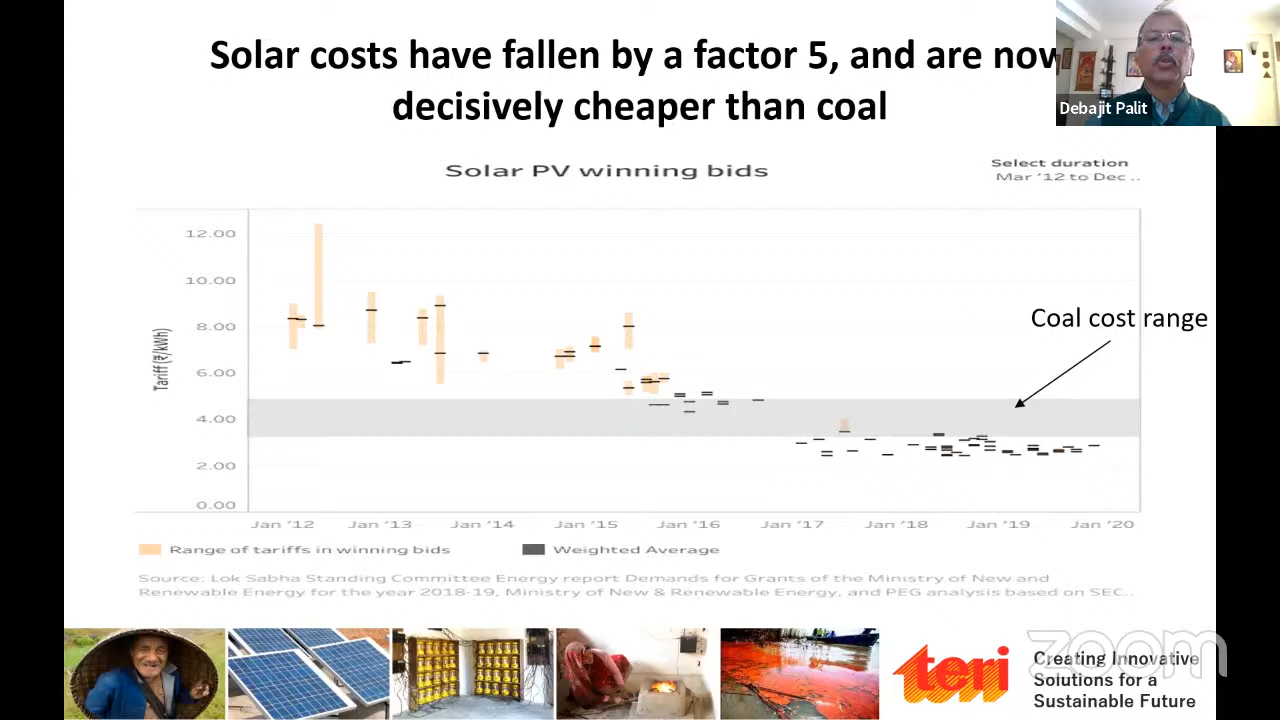 Solar costs have fallen by a factor 5, and are now
decisively cheaper than coal
Debajit Palit
Solar PV winning bids
Select duration
Mar '12 to Dec ..
12.00
10.00
8.00
6.00
4.00
2.00
0.00
Tariff (₹/kWh)
Coal cost range
Jan '12 Jan '13 Jan '14 Jan '15 Jan '16 Jan '17 Jan '18 Jan '19 Jan '20
Range of tariffs in winning bids Weighted Average
Source: Lok Sabha Standing Committee Energy report Demands for Grants of the Ministry of New and
Renewable Energy for the year 2018-19, Ministry of New & Renewable Energy, and PEG analysis based on SEC..
teri
Creating Innovative
Solutions for a
Sustainable Future
zoom